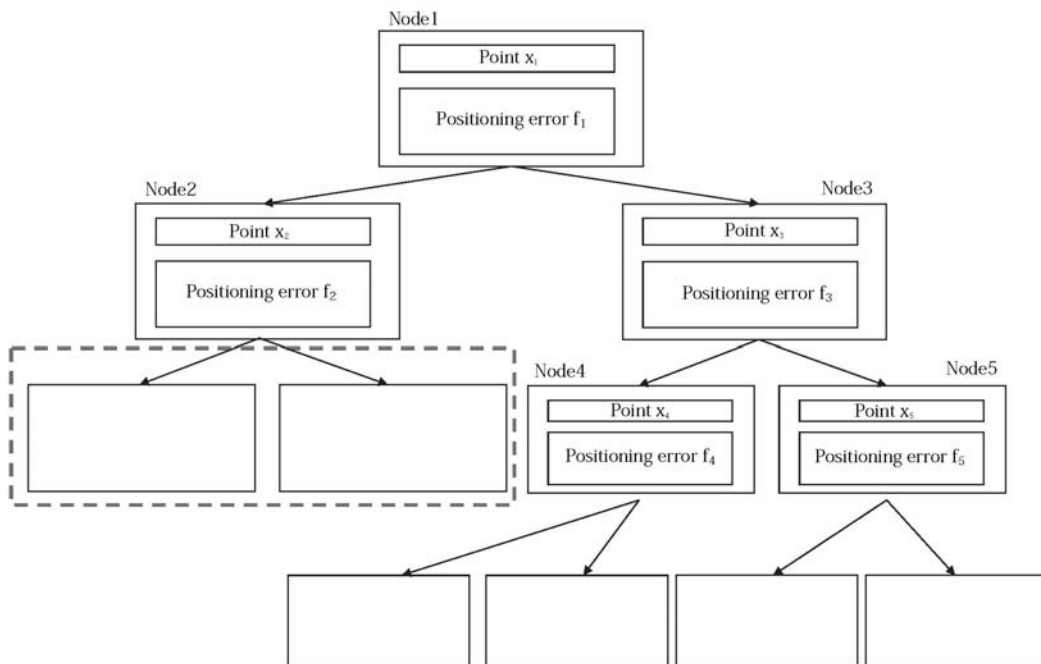 Node1
Point x₁
Positioning error f₁
Node2
Point x₂
Positioning error f₂
Node3
Point x₃
Positioning error f₃
Node4
Point x₄
Positioning error f₄
Node5
Point x₅
Positioning error f₅